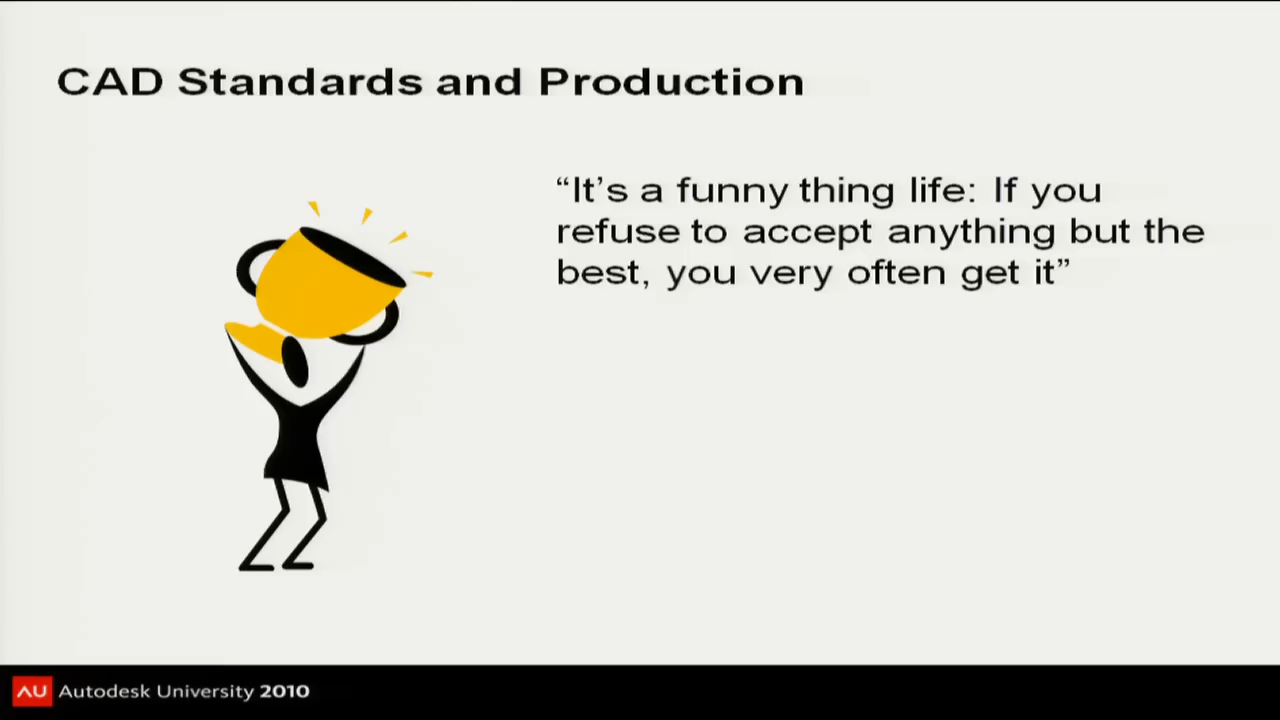 CAD Standards and Production
“It’s a funny thing life: If you
refuse to accept anything but the
best, you very often get it”
AU Autodesk University 2010